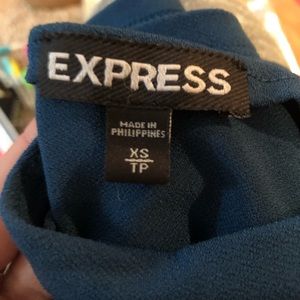 EXPRESS
MADE IN
PHILIPPINES
XS
TP